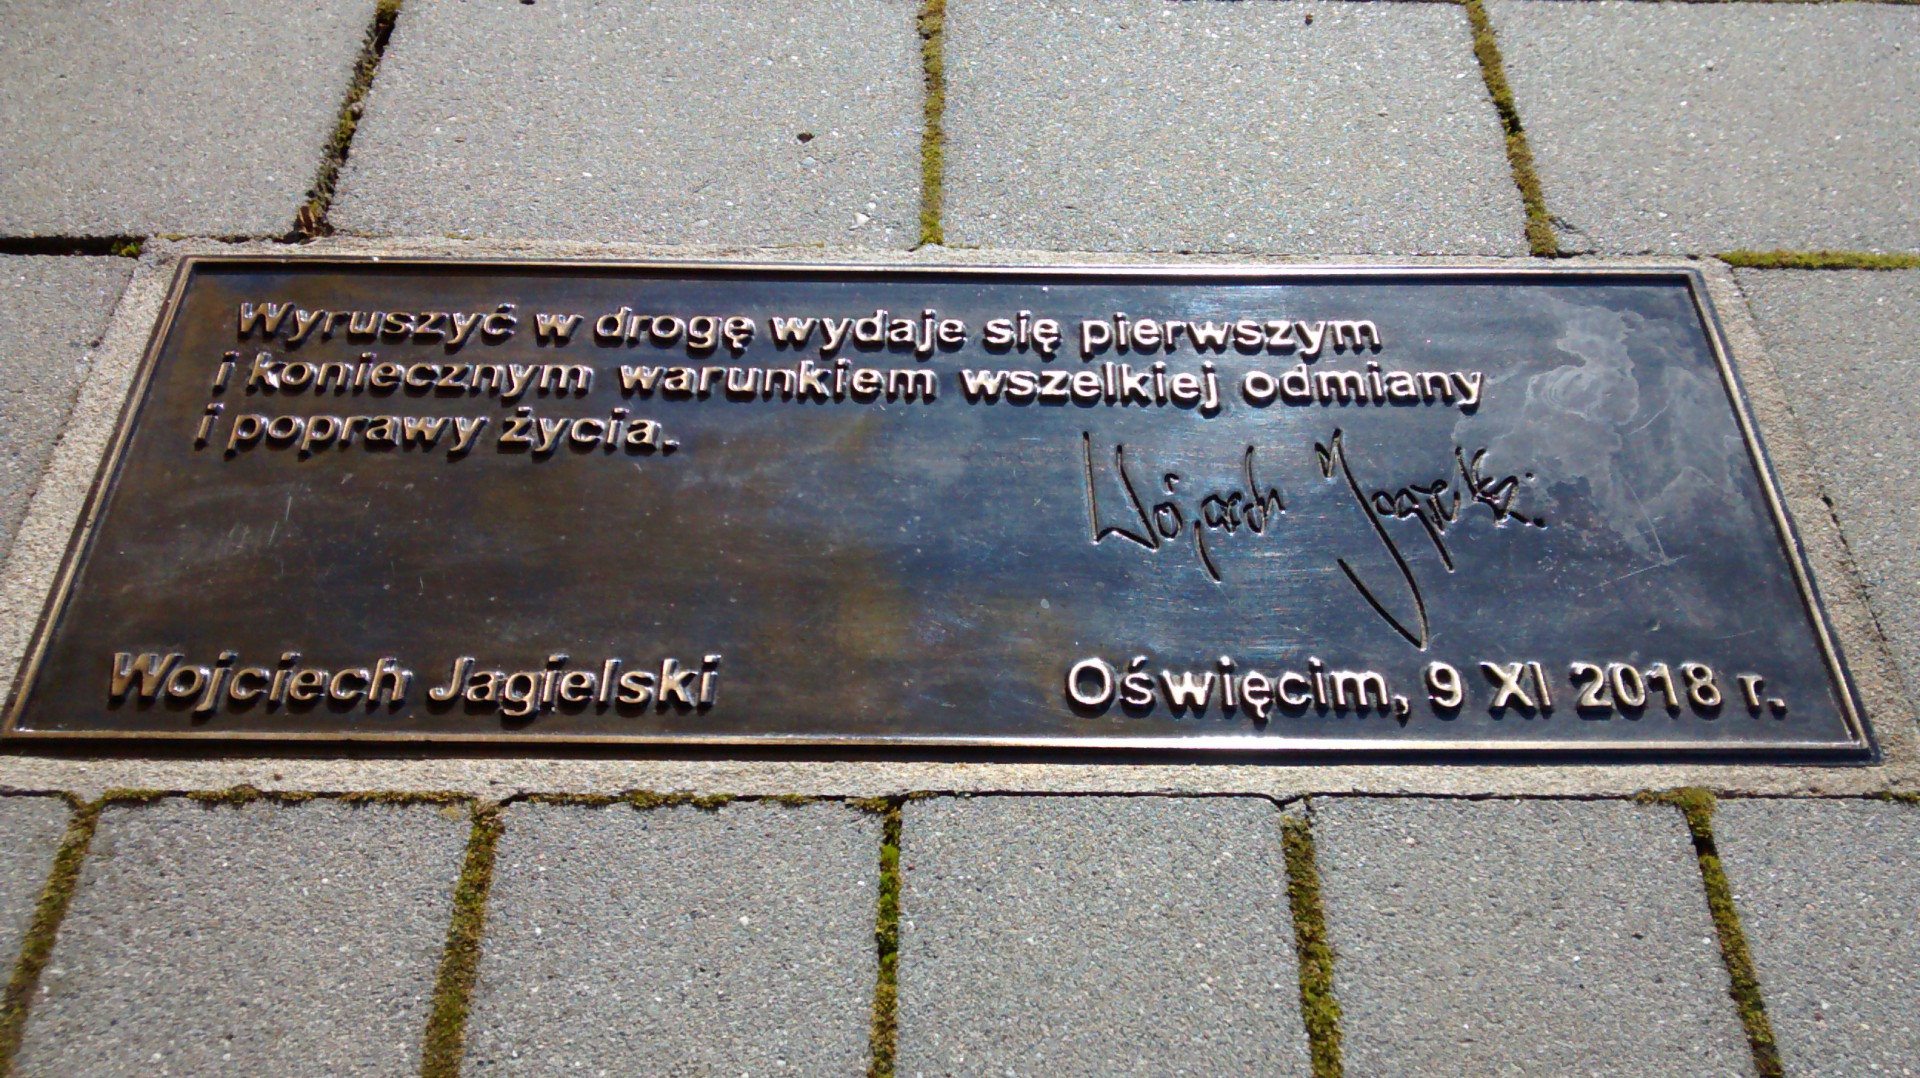 Wyruszyć w drogę wydaje się pierwszym
i koniecznym warunkiem wszelkiej odmiany
i poprawy życia.
Wojciech Jagielski
Wojciech Jagielski
Oświęcim, 9 XI 2018 r.